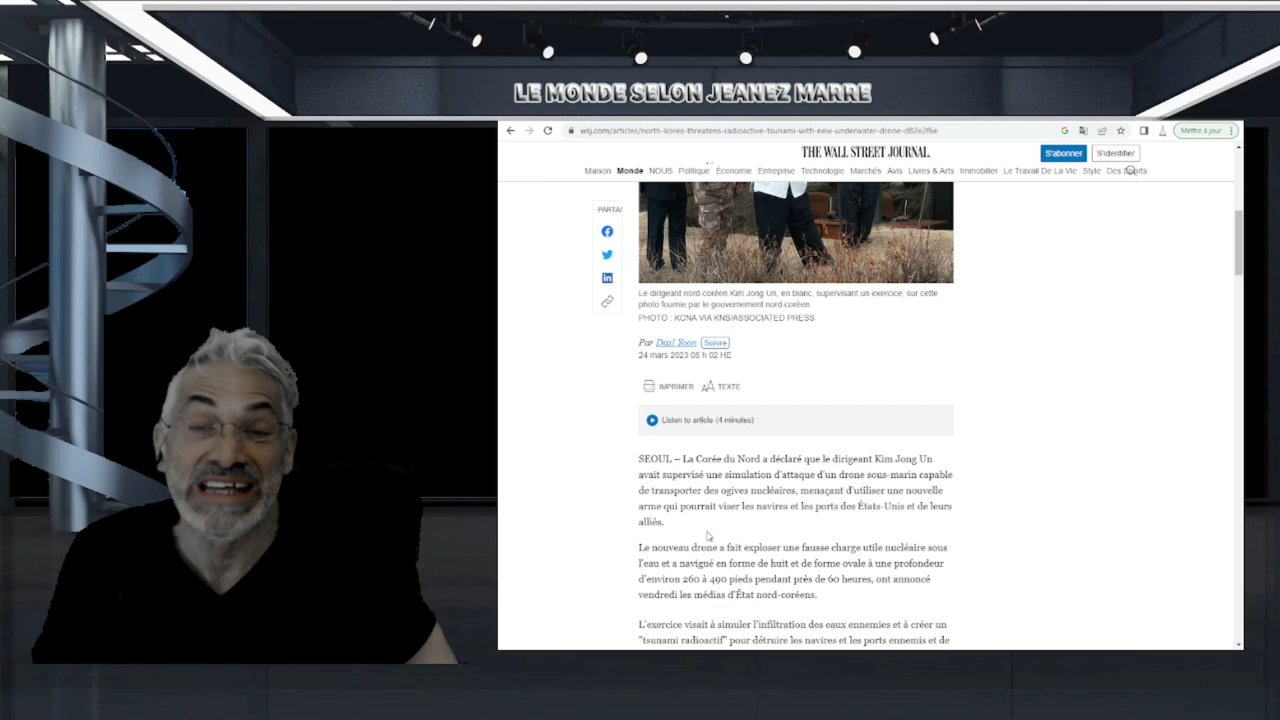 LE MONDE SELON JEANEZ MARRE
wsj.com/articles/north-korea-threatens-radioactive-tsunami-with-new-underwater-drone-d82e2f6e
Mettre à jour
THE WALL STREET JOURNAL.
S'abonner
S'identifier
Maison Monde NOUS Politique Économie Entreprise Technologie Marchés Avis Livres & Arts Immobilier Le Travail De La Vie Style Des Sports
PARTA
Le dirigeant nord-coréen Kim Jong Un, en blanc, supervisant un exercice, sur cette
photo fournie par le gouvernement nord-coréen.
PHOTO : KCNA VIA KNS/ASSOCIATED PRESS
Par Dasl Yoon Suivre
24 mars 2023 05 h 02 HE
IMPRIMER TEXTE
Listen to article (4 minutes)
SEOUL – La Corée du Nord a déclaré que le dirigeant Kim Jong Un
avait supervisé une simulation d'attaque d'un drone sous-marin capable
de transporter des ogives nucléaires, menaçant d'utiliser une nouvelle
arme qui pourrait viser les navires et les ports des États-Unis et de leurs
alliés.
Le nouveau drone a fait exploser une fausse charge utile nucléaire sous
l'eau et a navigué en forme de huit et de forme ovale à une profondeur
d'environ 260 à 490 pieds pendant près de 60 heures, ont annoncé
vendredi les médias d'État nord-coréens.
L'exercice visait à simuler l'infiltration des eaux ennemies et à créer un
"tsunami radioactif" pour détruire les navires et les ports ennemis et de